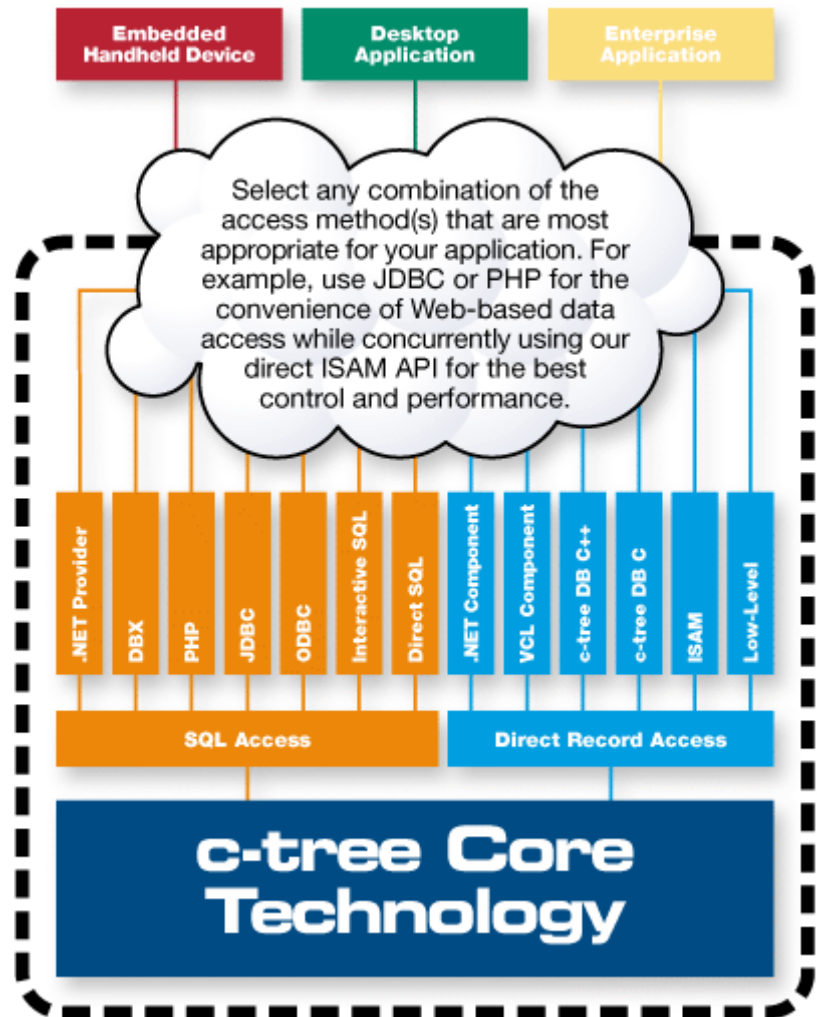 Embedded
Handheld Device
Desktop
Application
Enterprise
Application
Select any combination of the
access method(s) that are most
appropriate for your application. For
example, use JDBC or PHP for the
convenience of Web-based data
access while concurrently using our
direct ISAM API for the best
control and performance.
.NET Provider
DBX
PHP
JDBC
ODBC
Interactive SQL
Direct SQL
.NET Component
VCL Component
c-tree DB C++
c-tree DB C
ISAM
Low-Level
SQL Access
Direct Record Access
c-tree Core
Technology